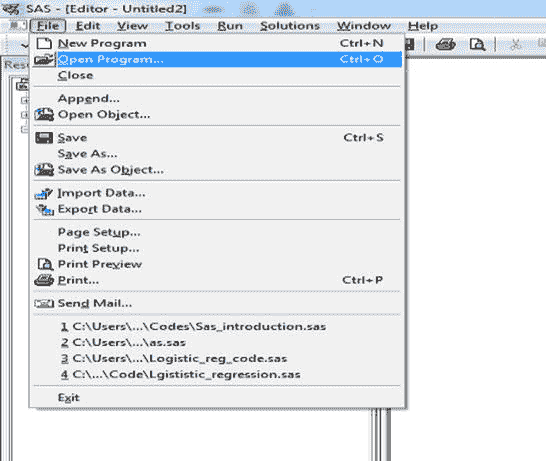 SAS - [Editor - Untitled2]
File Edit View Tools Run Solutions Window Help
New Program Ctrl+N
Open Program... Ctrl+O
Close
Append...
Open Object...
Save Ctrl+S
Save As...
Save As Object...
Import Data...
Export Data...
Page Setup...
Print Setup...
Print Preview
Print... Ctrl+P
Send Mail...
1 C:\Users\...\Codes\Sas_introduction.sas
2 C:\Users\...\as.sas
3 C:\Users\...\Logistic_reg_code.sas
4 C:\...\Code\Lgististic_regression.sas
Exit